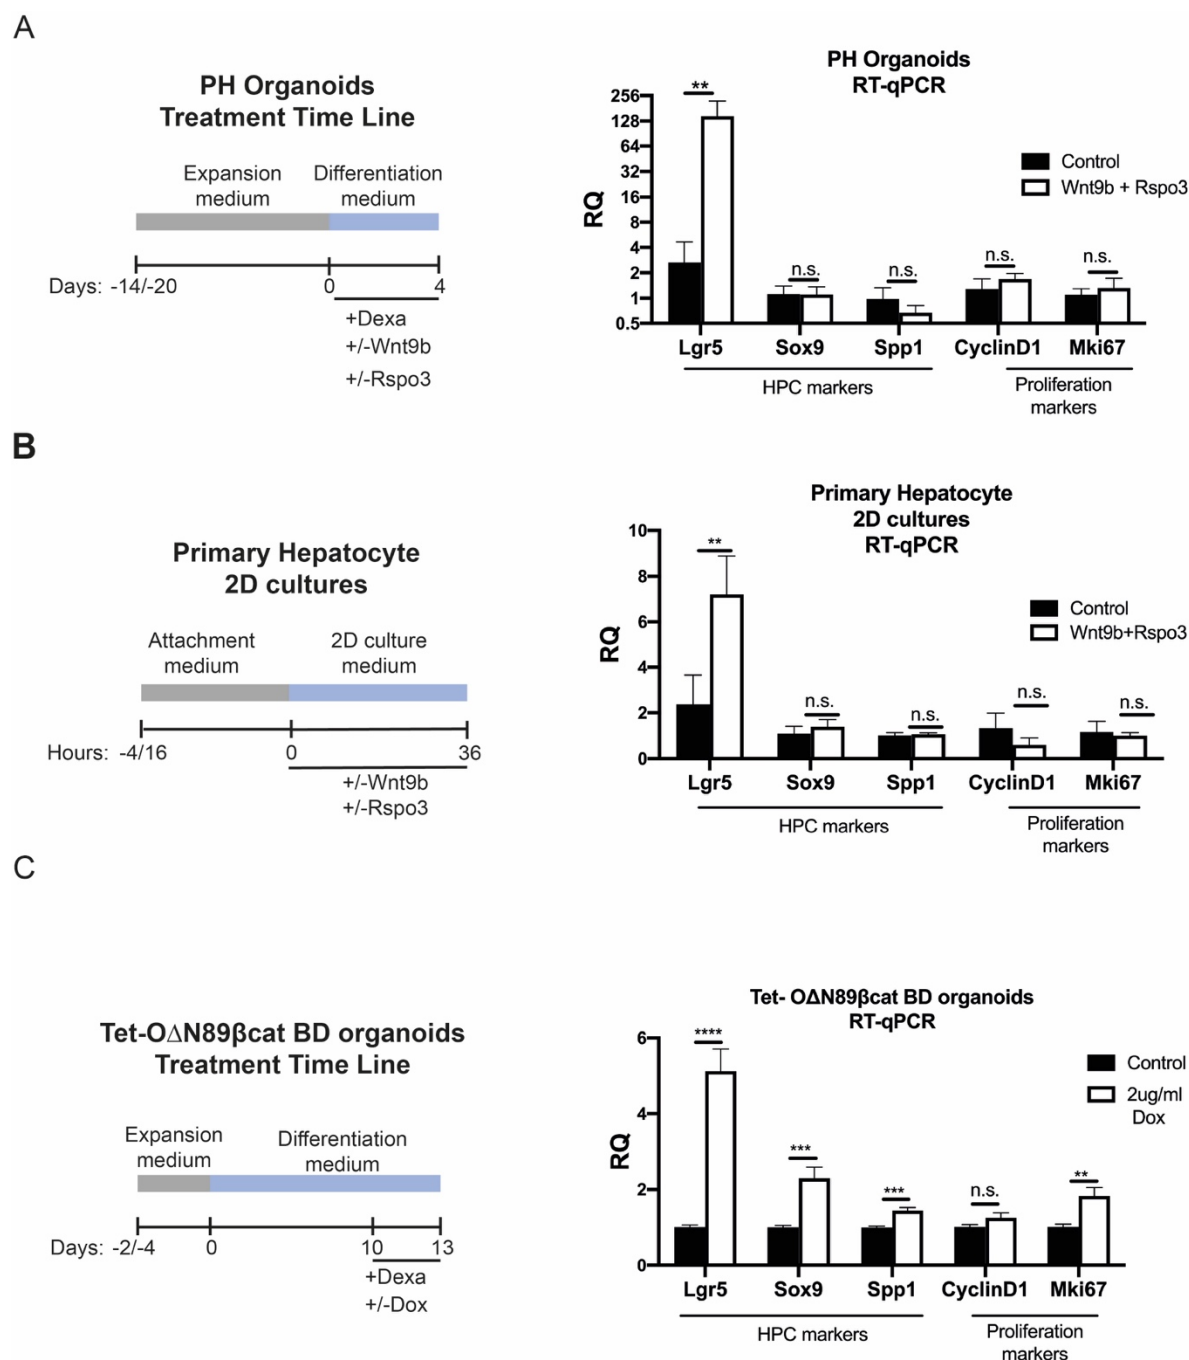 A
PH Organoids
Treatment Time Line
Expansion medium
Differentiation medium
Days: -14/-20 0 4
+Dexa
+/-Wnt9b
+/-Rspo3
PH Organoids
RT-qPCR
RQ
256
128
64
32
16
8
4
2
1
0.5
**
n.s.
n.s.
n.s.
n.s.
Control
Wnt9b + Rspo3
Lgr5 Sox9 Spp1 CyclinD1 Mki67
HPC markers
Proliferation
markers
B
Primary Hepatocyte
2D cultures
Attachment medium
2D culture medium
Hours: -4/16 0 36
+/-Wnt9b
+/-Rspo3
Primary Hepatocyte
2D cultures
RT-qPCR
RQ
10
8
6
4
2
0
**
n.s.
n.s.
n.s.
n.s.
Control
Wnt9b+Rspo3
Lgr5 Sox9 Spp1 CyclinD1 Mki67
HPC markers
Proliferation
markers
C
Tet-OΔN89βcat BD organoids
Treatment Time Line
Expansion medium
Differentiation medium
Days: -2/-4 0 10 13
+Dexa
+/-Dox
Tet- OΔN89βcat BD organoids
RT-qPCR
RQ
6
4
2
0
****
***
***
n.s.
**
Control
2ug/ml
Dox
Lgr5 Sox9 Spp1 CyclinD1 Mki67
HPC markers
Proliferation
markers